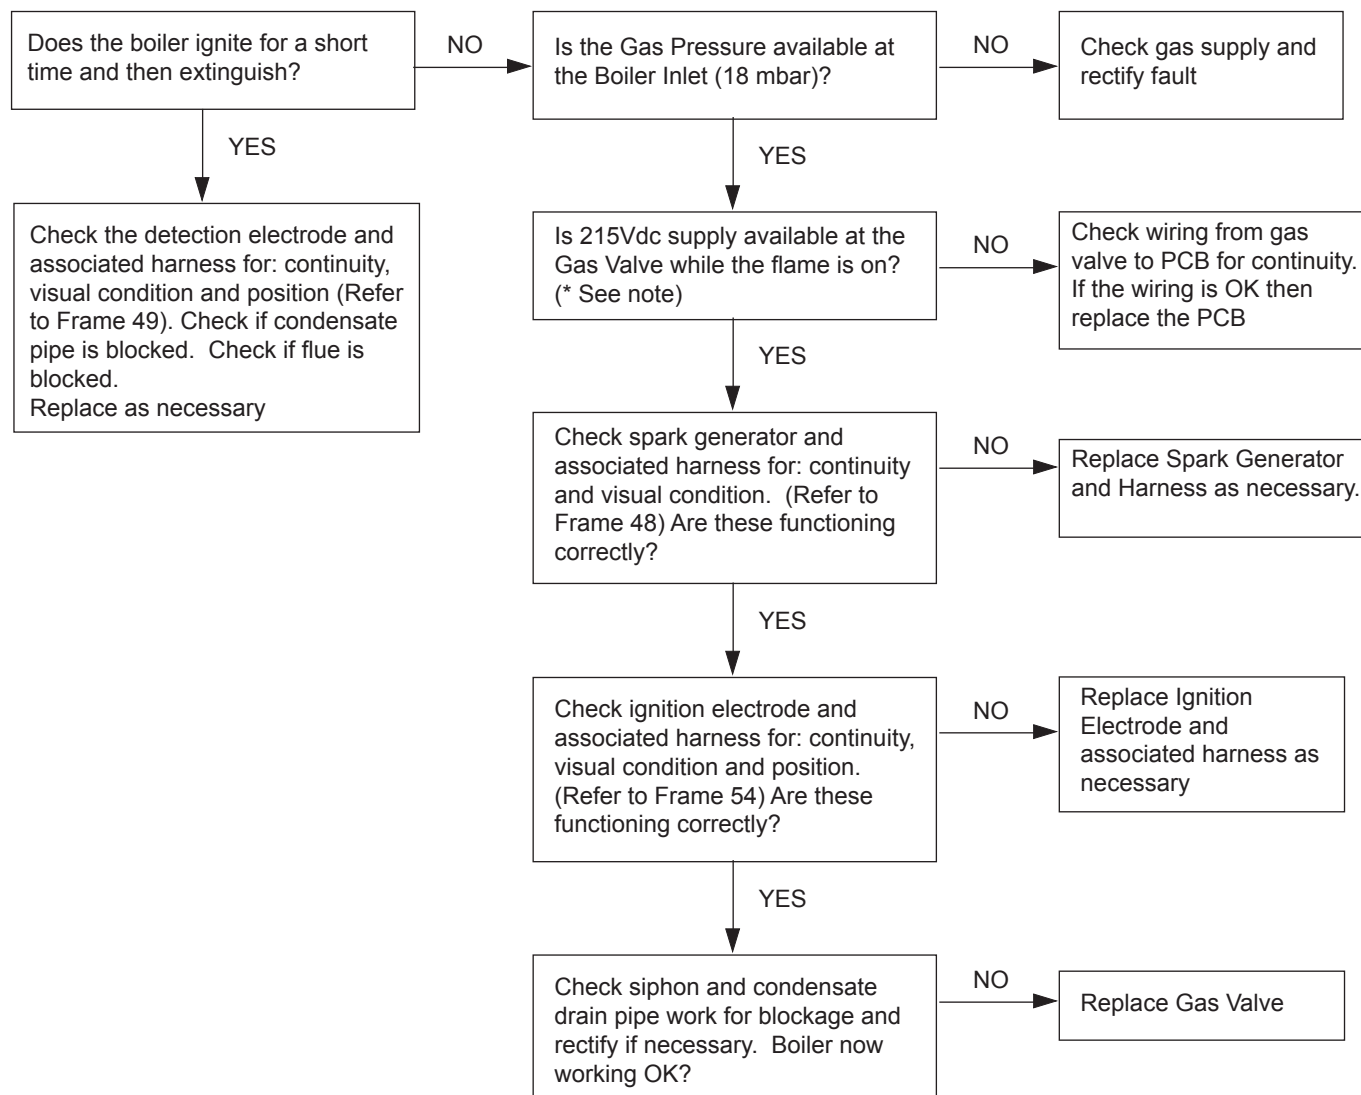 Does the boiler ignite for a short
time and then extinguish?
NO
Is the Gas Pressure available at
the Boiler Inlet (18 mbar)?
NO
Check gas supply and
rectify fault
YES
YES
Check the detection electrode and
associated harness for: continuity,
visual condition and position (Refer
to Frame 49). Check if condensate
pipe is blocked.  Check if flue is
blocked.
Replace as necessary
Is 215Vdc supply available at the
Gas Valve while the flame is on?
(* See note)
NO
Check wiring from gas
valve to PCB for continuity.
If the wiring is OK then
replace the PCB
YES
Check spark generator and
associated harness for: continuity
and visual condition.  (Refer to
Frame 48) Are these functioning
correctly?
NO
Replace Spark Generator
and Harness as necessary.
YES
Check ignition electrode and
associated harness for: continuity,
visual condition and position.
(Refer to Frame 54) Are these
functioning correctly?
NO
Replace Ignition
Electrode and
associated harness as
necessary
YES
Check siphon and condensate
drain pipe work for blockage and
rectify if necessary.  Boiler now
working OK?
NO
Replace Gas Valve